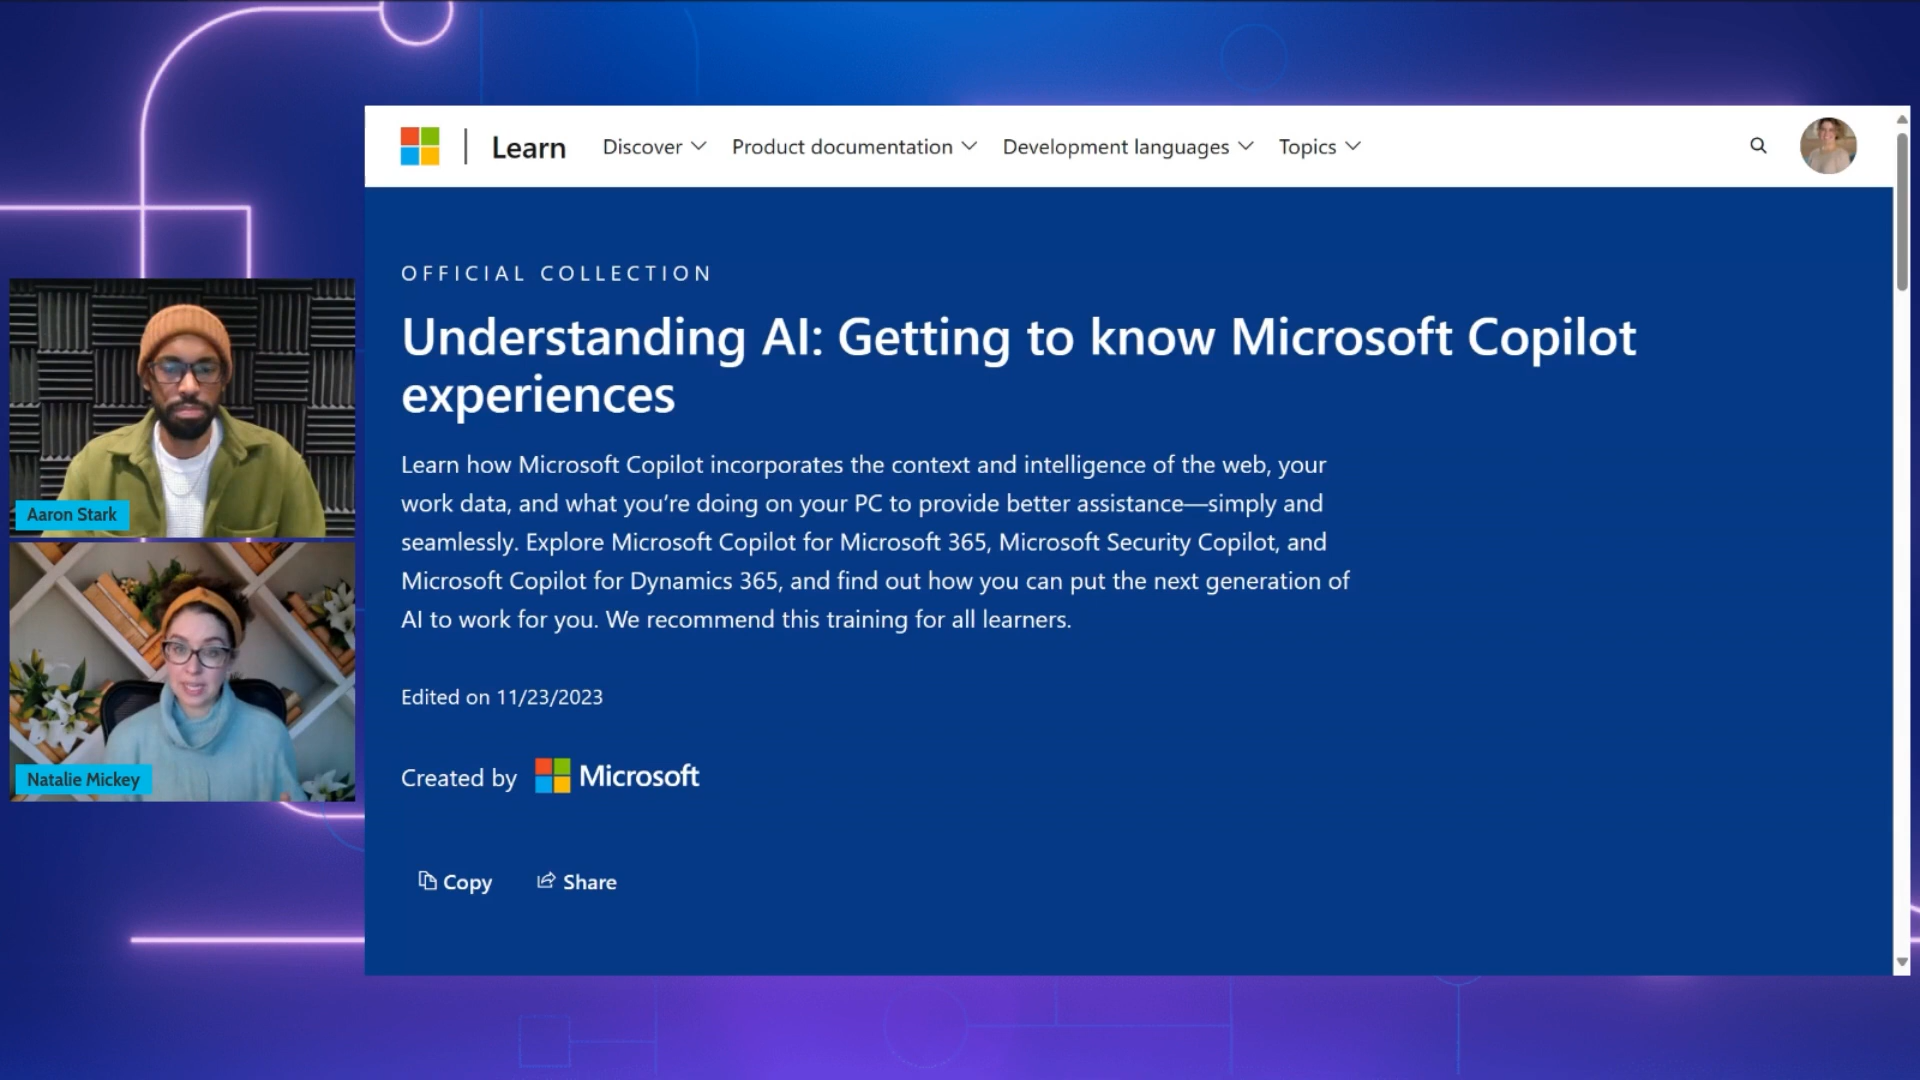 Learn
Discover
Product documentation
Development languages
Topics
OFFICIAL COLLECTION
Understanding AI: Getting to know Microsoft Copilot
experiences
Learn how Microsoft Copilot incorporates the context and intelligence of the web, your
work data, and what you’re doing on your PC to provide better assistance—simply and
seamlessly. Explore Microsoft Copilot for Microsoft 365, Microsoft Security Copilot, and
Microsoft Copilot for Dynamics 365, and find out how you can put the next generation of
AI to work for you. We recommend this training for all learners.
Edited on 11/23/2023
Created by Microsoft
Copy
Share
Aaron Stark
Natalie Mickey